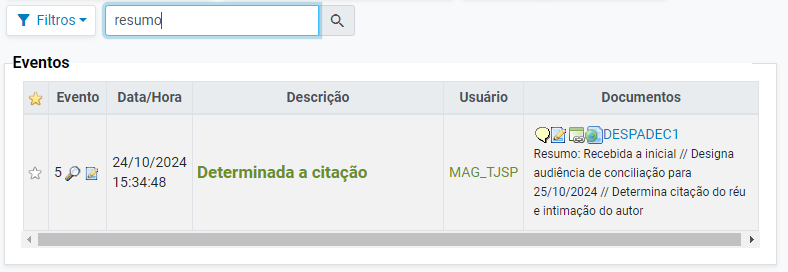 Filtros
resumo
Eventos
Evento Data/Hora Descrição Usuário Documentos
5 24/10/2024 15:34:48 Determinada a citação MAG_TJSP DESPADEC1
Resumo: Recebida a inicial // Designa
audiência de conciliação para
25/10/2024 // Determina citação do réu
e intimação do autor